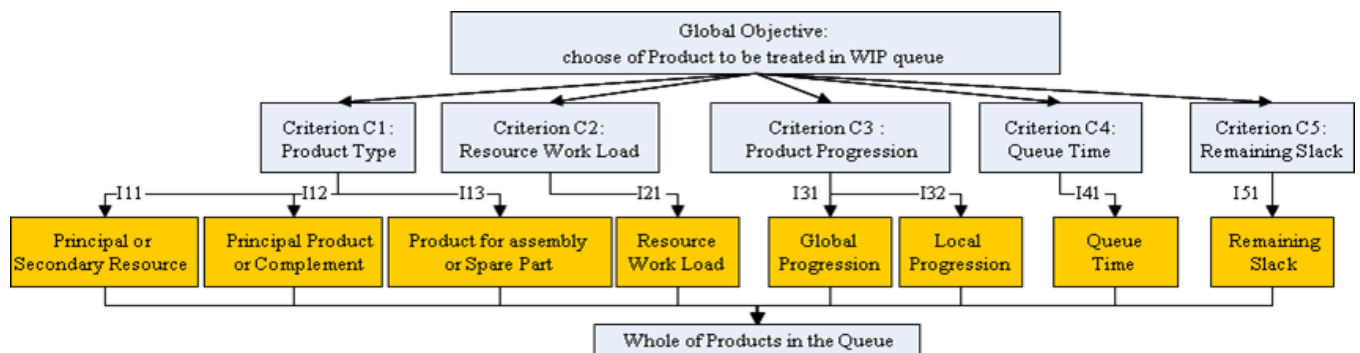 Global Objective:
choose of Product to be treated in WIP queue
Criterion C1:
Product Type
Criterion C2:
Resource Work Load
Criterion C3 :
Product Progression
Criterion C4:
Queue Time
Criterion C5:
Remaining Slack
I11
I12
I13
I21
I31
I32
I41
I51
Principal or
Secondary Resource
Principal Product
or Complement
Product for assembly
or Spare Part
Resource
Work Load
Global
Progression
Local
Progression
Queue
Time
Remaining
Slack
Whole of Products in the Queue